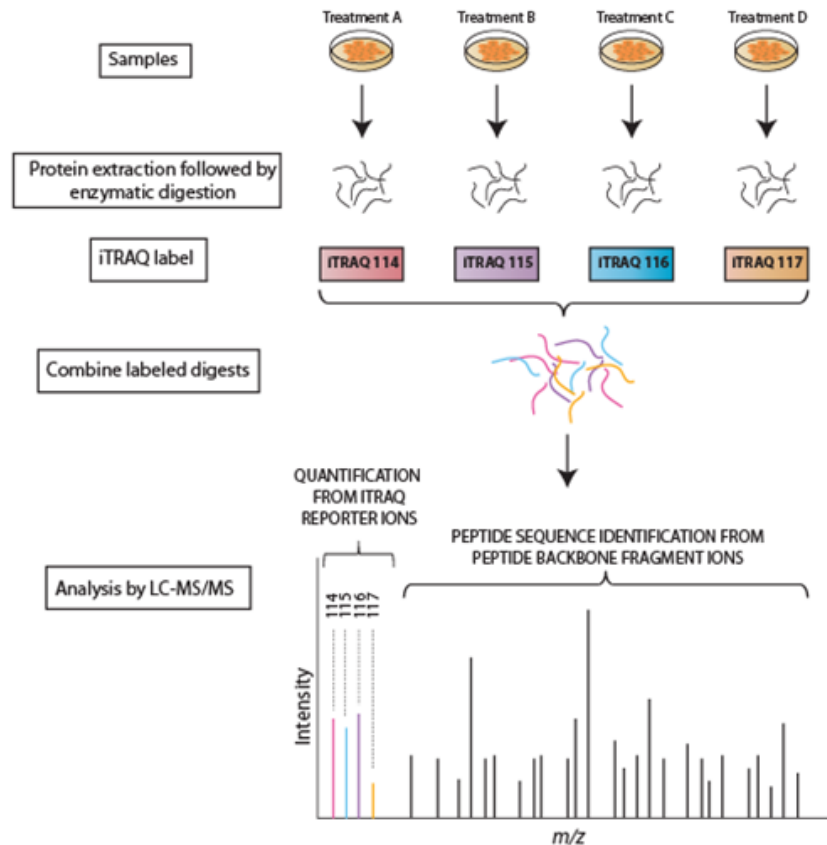 Treatment A
Treatment B
Treatment C
Treatment D
Samples
Protein extraction followed by
enzymatic digestion
iTRAQ label
iTRAQ 114
iTRAQ 115
iTRAQ 116
iTRAQ 117
Combine labeled digests
QUANTIFICATION
FROM ITRAQ
REPORTER IONS
PEPTIDE SEQUENCE IDENTIFICATION FROM
PEPTIDE BACKBONE FRAGMENT IONS
Analysis by LC-MS/MS
114
115
116
117
Intensity
m/z